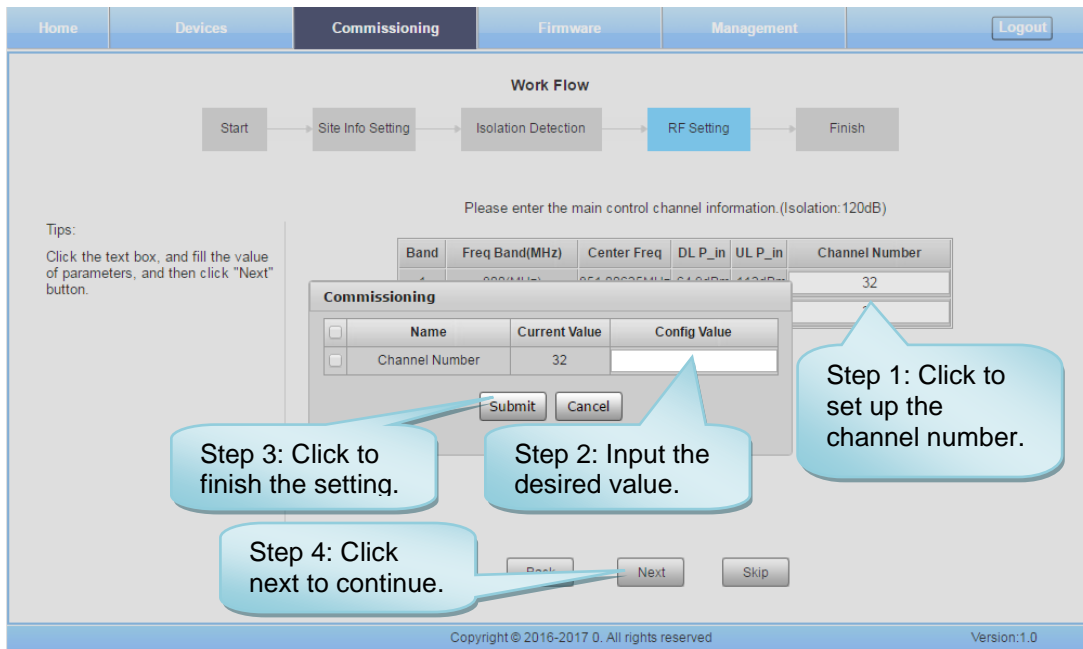 Home Devices Commissioning Firmware Management Logout
Work Flow
Start Site Info Setting Isolation Detection RF Setting Finish
Please enter the main control channel information.(Isolation:120dB)
Tips:
Click the text box, and fill the value
of parameters, and then click "Next"
button.
Band Freq Band(MHz) Center Freq DL P_in UL P_in Channel Number
32
Commissioning
Name Current Value Config Value
Channel Number 32
Submit Cancel
Step 1: Click to
set up the
channel number.
Step 2: Input the
desired value.
Step 3: Click to
finish the setting.
Step 4: Click
next to continue.
Next Skip
Copyright © 2016-2017 0. All rights reserved Version:1.0